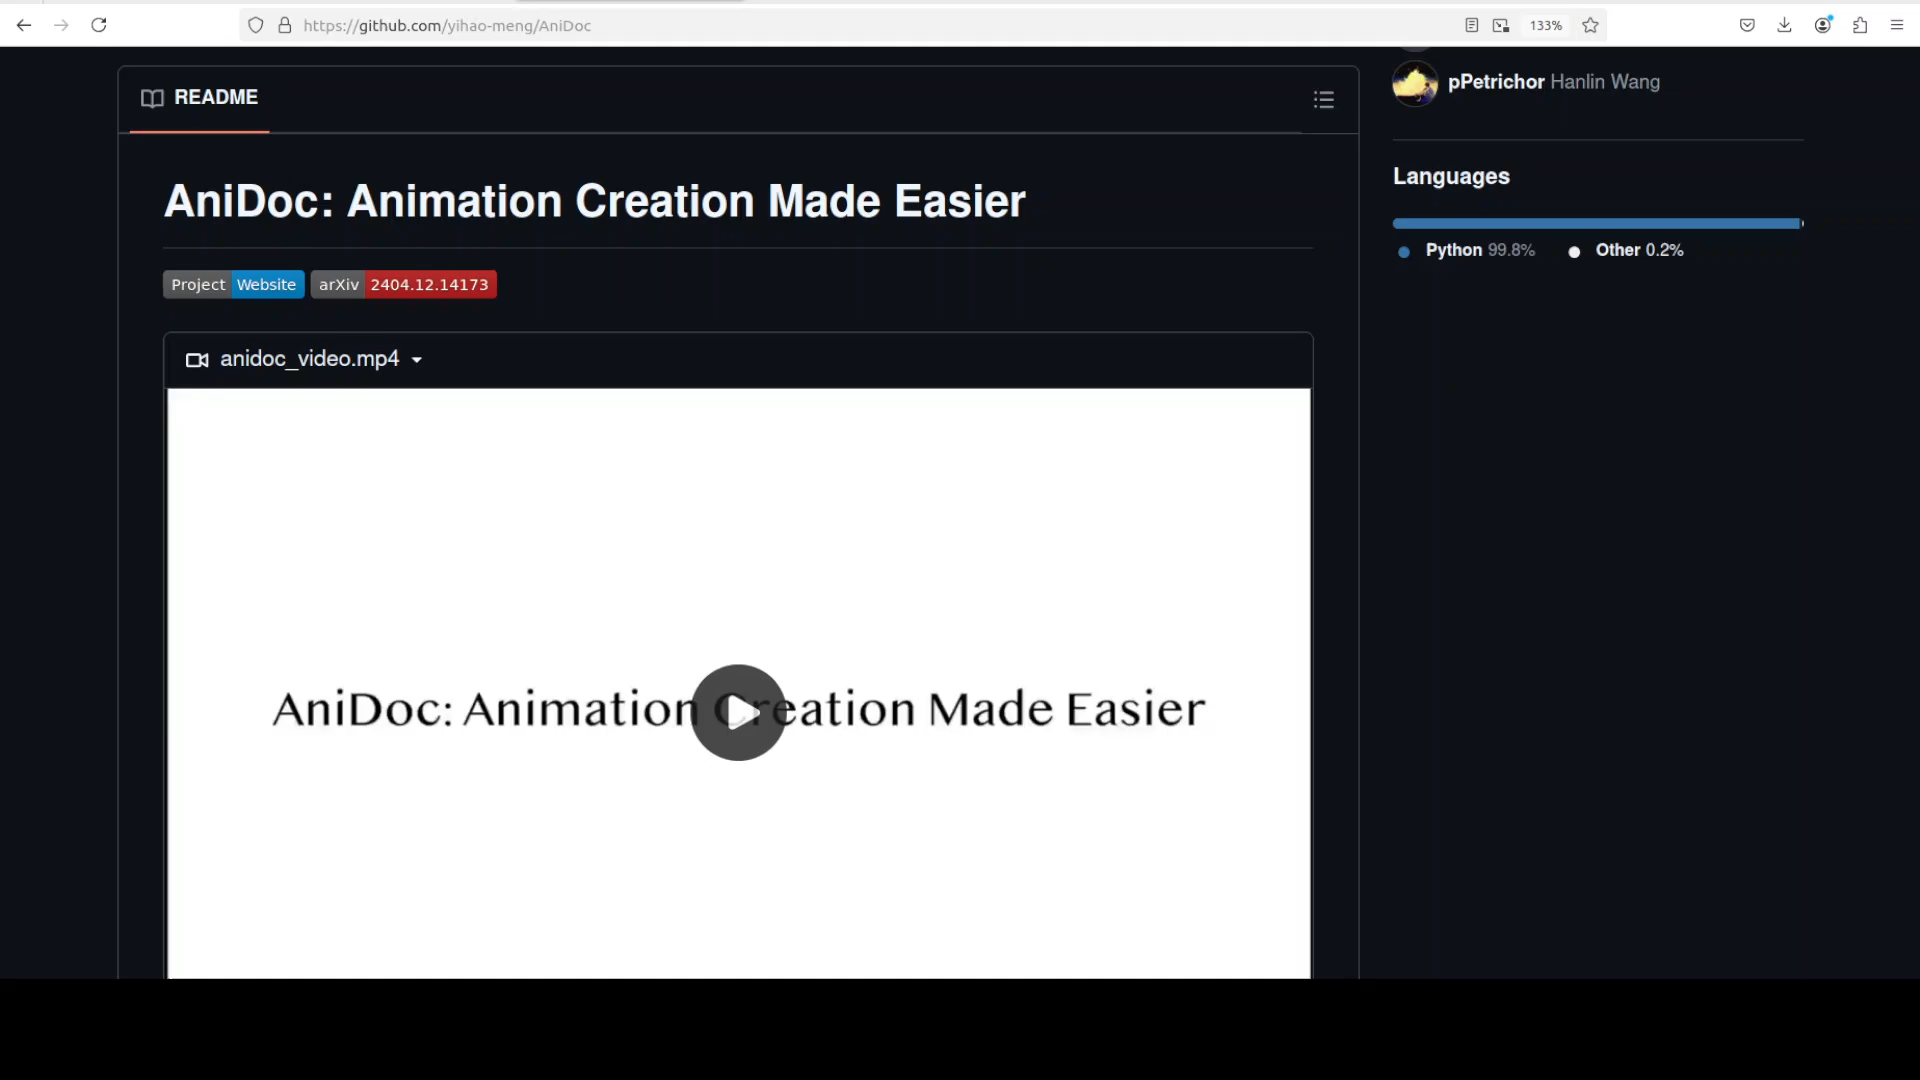 https://github.com/yihao-meng/AniDoc
133%
README
pPetrichor Hanlin Wang
Languages
Python 99.8%
Other 0.2%
AniDoc: Animation Creation Made Easier
Project Website
arXiv 2404.12.14173
anidoc_video.mp4
AniDoc: Animation Creation Made Easier